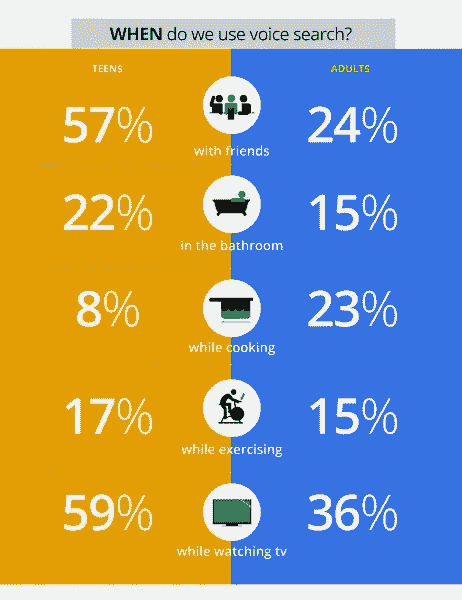 WHEN do we use voice search?
TEENS ADULTS
57% 24%
with friends
22% 15%
in the bathroom
8% 23%
while cooking
17% 15%
while exercising
59% 36%
while watching tv